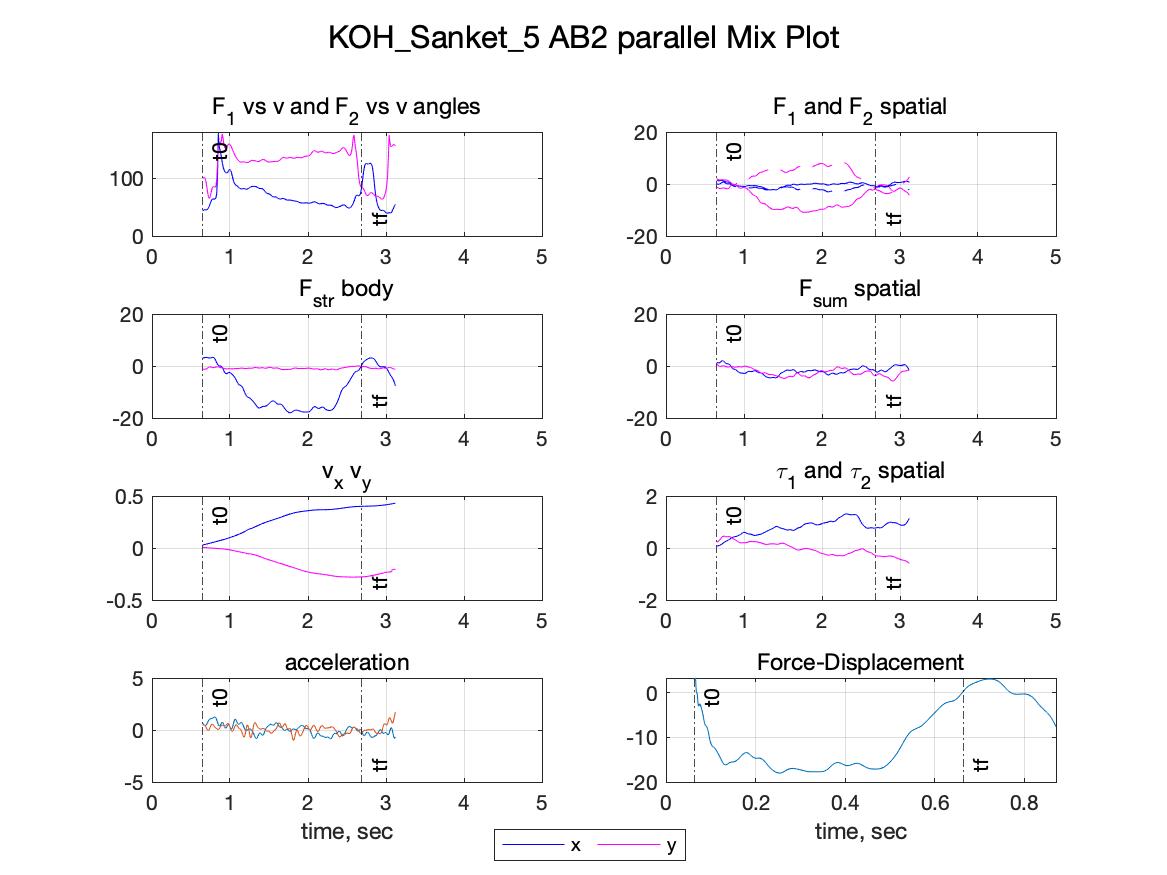 KOH_Sanket_5 AB2 parallel Mix Plot
F1 vs v and F2 vs v angles
100
0
t0
tf
0 1 2 3 4 5
F1 and F2 spatial
20
0
-20
t0
tf
0 1 2 3 4 5
Fstr body
20
0
-20
t0
tf
0 1 2 3 4 5
Fsum spatial
20
0
-20
t0
tf
0 1 2 3 4 5
vx vy
0.5
0
-0.5
t0
tf
0 1 2 3 4 5
τ1 and τ2 spatial
2
0
-2
t0
tf
0 1 2 3 4 5
acceleration
5
0
-5
t0
tf
0 1 2 3 4 5
time, sec
Force-Displacement
0
-10
-20
t0
tf
0 0.2 0.4 0.6 0.8
time, sec
x y